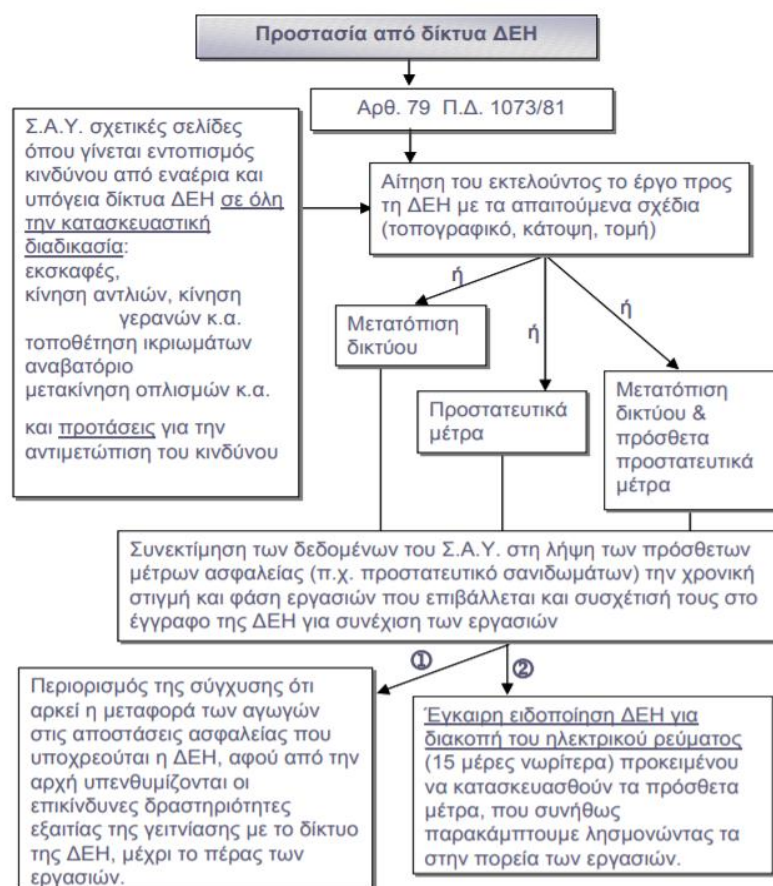 Προστασία από δίκτυα ΔΕΗ
Αρθ. 79 Π.Δ. 1073/81
Σ.Α.Υ. σχετικές σελίδες
όπου γίνεται εντοπισμός
κινδύνου από εναέρια και
υπόγεια δίκτυα ΔΕΗ σε όλη
την κατασκευαστική
διαδικασία:
εκσκαφές,
κίνηση αντλιών, κίνηση
γερανών κ.α.
τοποθέτηση ικριωμάτων
αναβατόριο
μετακίνηση οπλισμών κ.α.
και προτάσεις για την
αντιμετώπιση του κινδύνου
Αίτηση του εκτελούντος το έργο προς
τη ΔΕΗ με τα απαιτούμενα σχέδια
(τοπογραφικό, κάτοψη, τομή)
ή
ή
ή
Μετατόπιση
δικτύου
Προστατευτικά
μέτρα
Μετατόπιση
δικτύου &
πρόσθετα
προστατευτικά
μέτρα
Συνεκτίμηση των δεδομένων του Σ.Α.Υ. στη λήψη των πρόσθετων
μέτρων ασφαλείας (π.χ. προστατευτικό σανιδωμάτων) την χρονική
στιγμή και φάση εργασιών που επιβάλλεται και συσχέτισή τους στο
έγγραφο της ΔΕΗ για συνέχιση των εργασιών
①
②
Περιορισμός της σύγχυσης ότι
αρκεί η μεταφορά των αγωγών
στις αποστάσεις ασφαλείας που
υποχρεούται η ΔΕΗ, αφού από την
αρχή υπενθυμίζονται οι
επικίνδυνες δραστηριότητες
εξαιτίας της γειτνίασης με το δίκτυο
της ΔΕΗ, μέχρι το πέρας των
εργασιών.
Έγκαιρη ειδοποίηση ΔΕΗ για
διακοπή του ηλεκτρικού ρεύματος
(15 μέρες νωρίτερα) προκειμένου
να κατασκευασθούν τα πρόσθετα
μέτρα, που συνήθως
παρακάμπτουμε λησμονώντας τα
στην πορεία των εργασιών.